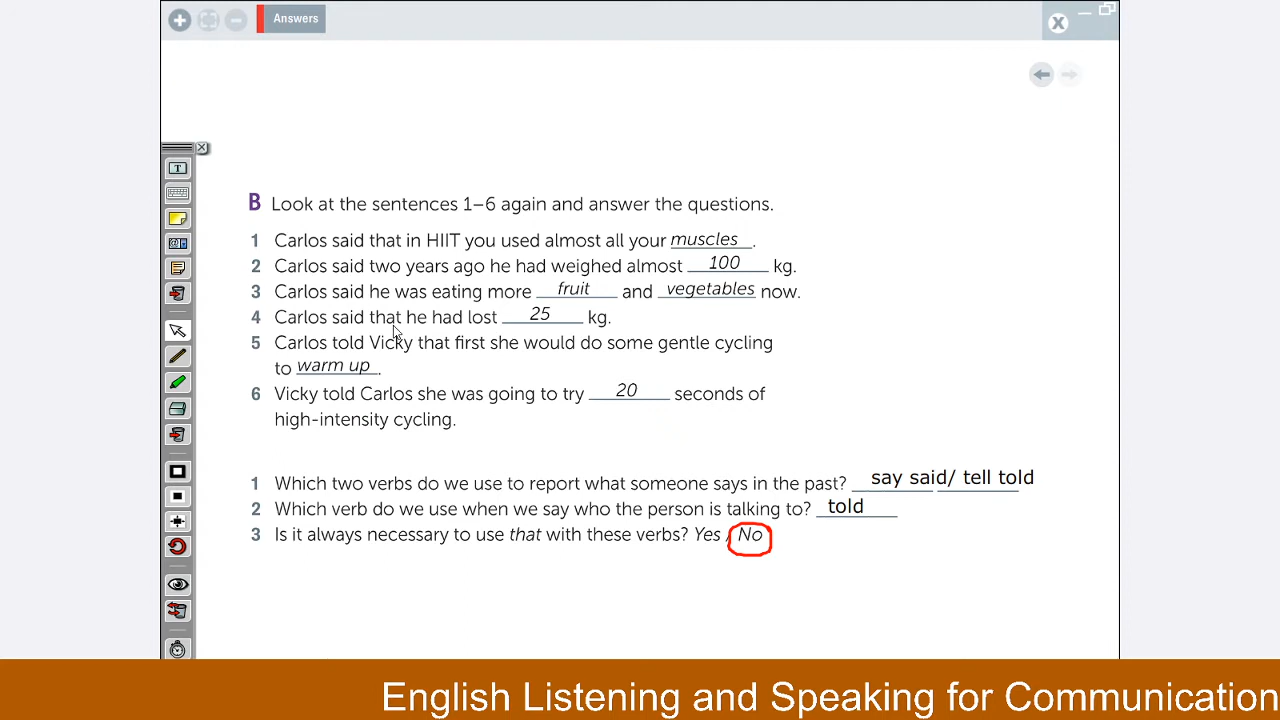 Answers
B Look at the sentences 1–6 again and answer the questions.
1 Carlos said that in HIIT you used almost all your muscles.
2 Carlos said two years ago he had weighed almost 100 kg.
3 Carlos said he was eating more fruit and vegetables now.
4 Carlos said that he had lost 25 kg.
5 Carlos told Vicky that first she would do some gentle cycling
to warm up.
6 Vicky told Carlos she was going to try 20 seconds of
high-intensity cycling.
1 Which two verbs do we use to report what someone says in the past? say said/ tell told
2 Which verb do we use when we say who the person is talking to? told
3 Is it always necessary to use that with these verbs? Yes / No
English Listening and Speaking for Communication